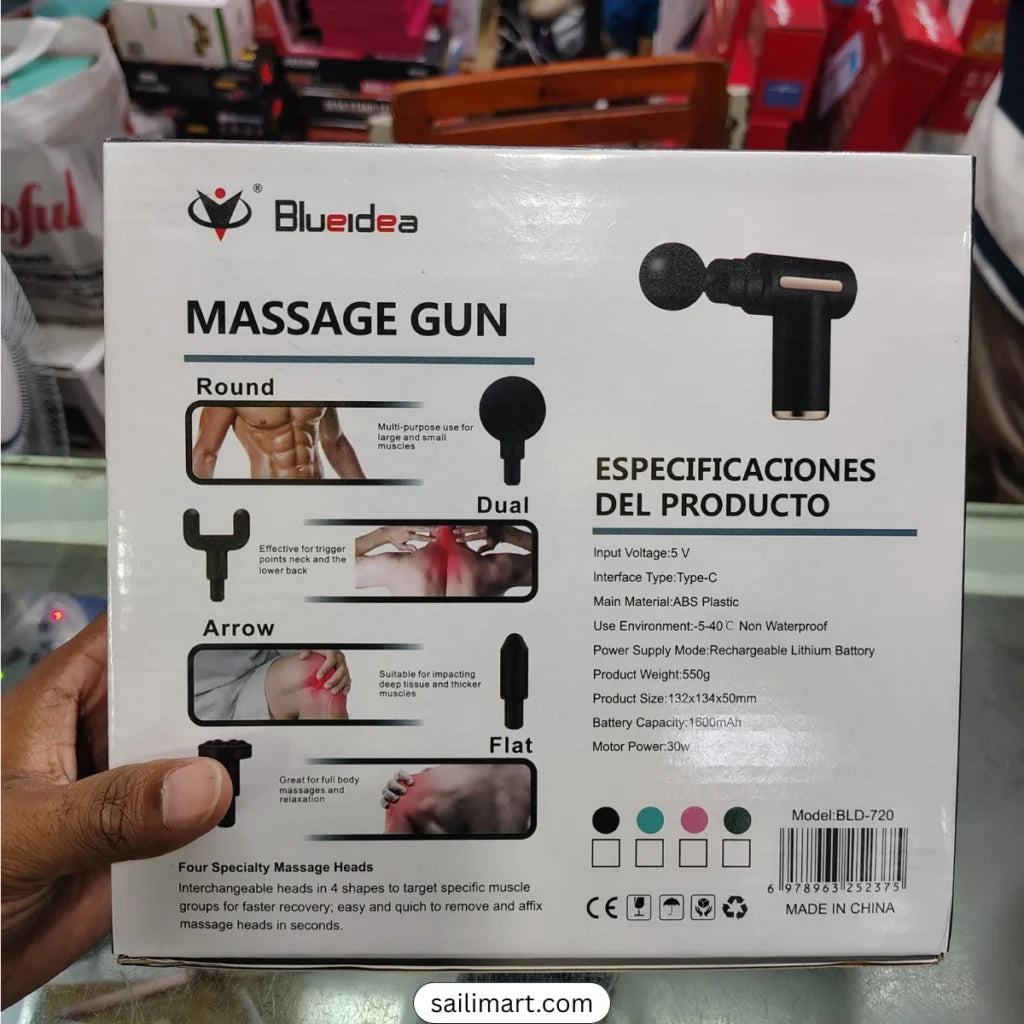 Blueidea
®
MASSAGE GUN
Round
Multi-purpose use for
large and small
muscles
Dual
Effective for trigger
points neck and the
lower back
Arrow
Suitable for impacting
deep tissue and thicker
muscles
Flat
Great for full body
massages and
relaxation
Four Specialty Massage Heads
Interchangeable heads in 4 shapes to target specific muscle
groups for faster recovery; easy and quich to remove and affix
massage heads in seconds.
ESPECIFICACIONES
DEL PRODUCTO
Input Voltage:5 V
Interface Type:Type-C
Main Material:ABS Plastic
Use Environment:-5-40℃ Non Waterproof
Power Supply Mode:Rechargeable Lithium Battory
Product Weight:550g
Product Size:132x134x50mm
Battery Capacity:1600mAh
Motor Power:30w
Model:BLD-720
6 978963 252375
CE
MADE IN CHINA
sailimart.com